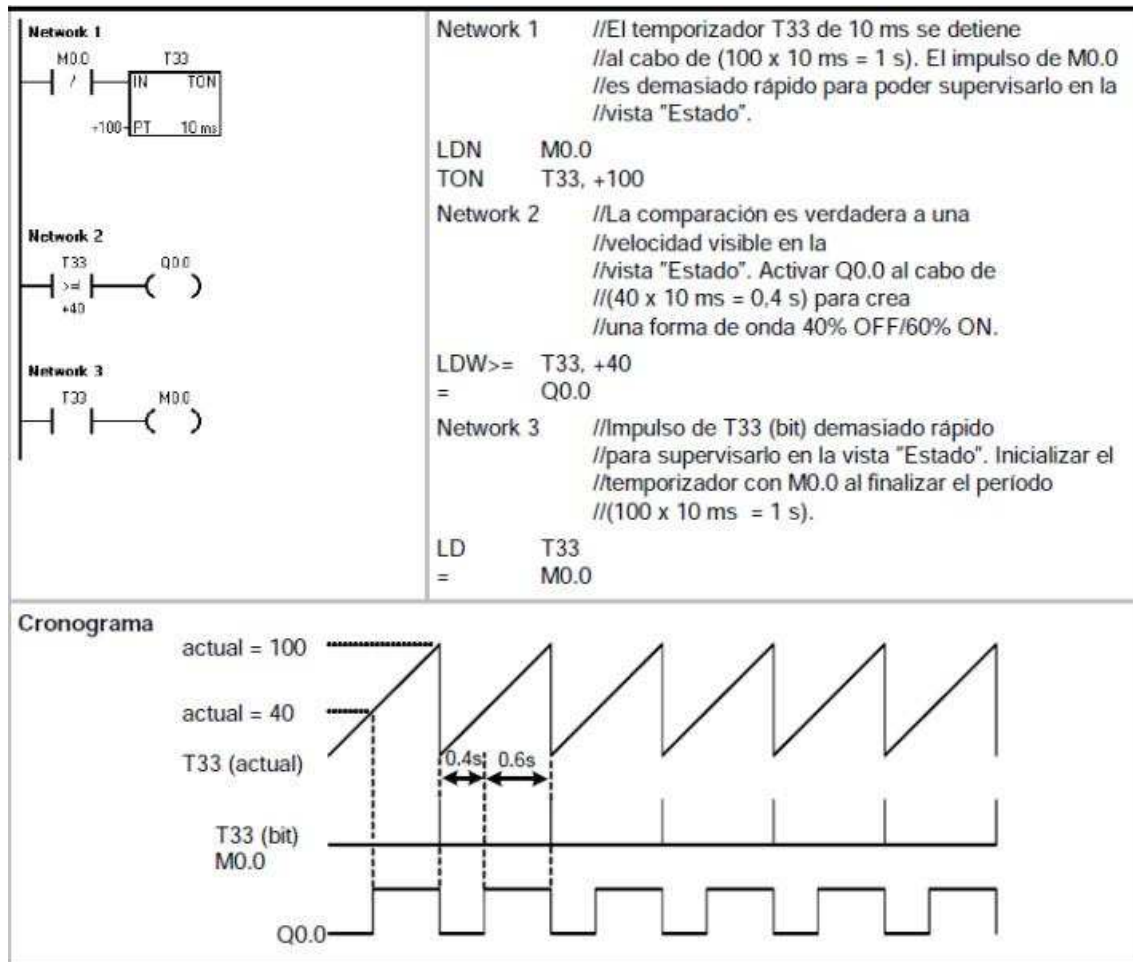 Network 1
M0.0 T33
/ IN TON
+100 PT 10 ms
Network 2
T33 Q0.0
>=I
+40
Network 3
T33 M0.0
Network 1 //El temporizador T33 de 10 ms se detiene
//al cabo de (100 x 10 ms = 1 s). El impulso de M0.0
//es demasiado rápido para poder supervisarlo en la
//vista "Estado".
LDN M0.0
TON T33, +100
Network 2 //La comparación es verdadera a una
//velocidad visible en la
//vista "Estado". Activar Q0.0 al cabo de
//(40 x 10 ms = 0,4 s) para crea
//una forma de onda 40% OFF/60% ON.
LDW>= T33, +40
= Q0.0
Network 3 //Impulso de T33 (bit) demasiado rápido
//para supervisarlo en la vista "Estado". Inicializar el
//temporizador con M0.0 al finalizar el período
//(100 x 10 ms = 1 s).
LD T33
= M0.0
Cronograma
actual = 100
actual = 40
T33 (actual)
0.4s 0.6s
T33 (bit)
M0.0
Q0.0